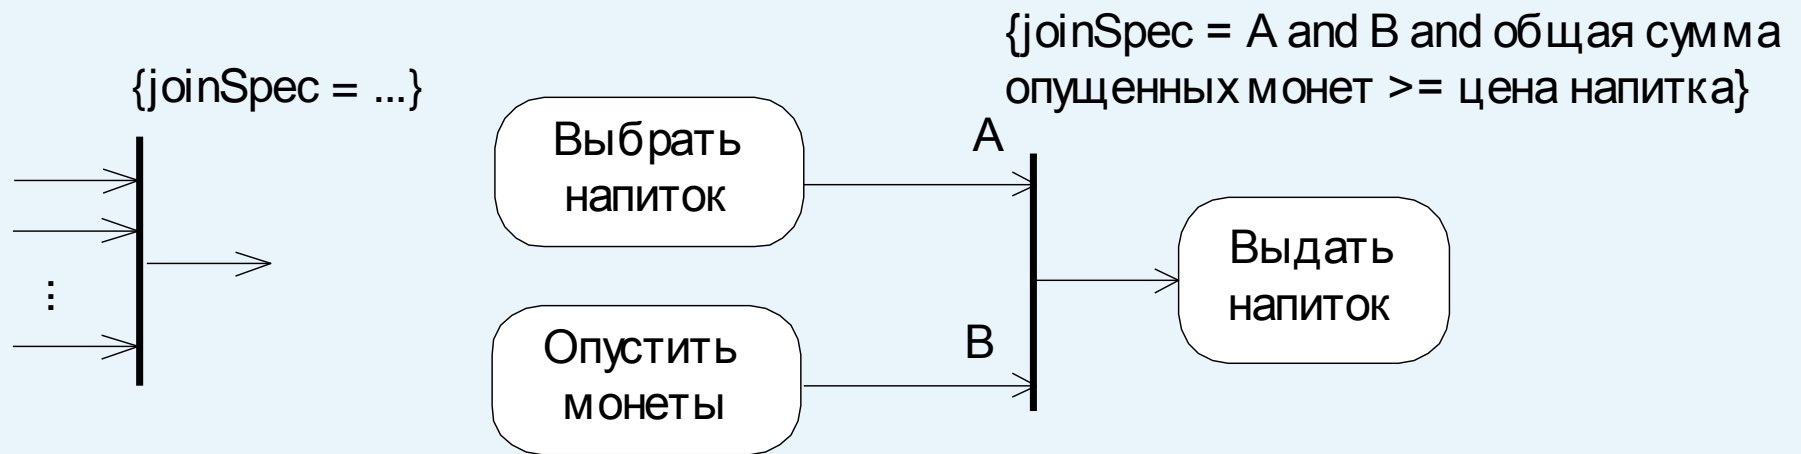 {joinSpec = ...}
...
Выбрать
напиток
Опустить
монеты
A
B
{joinSpec = A and B and общая сумма
опущенных монет >= цена напитка}
Выдать
напиток